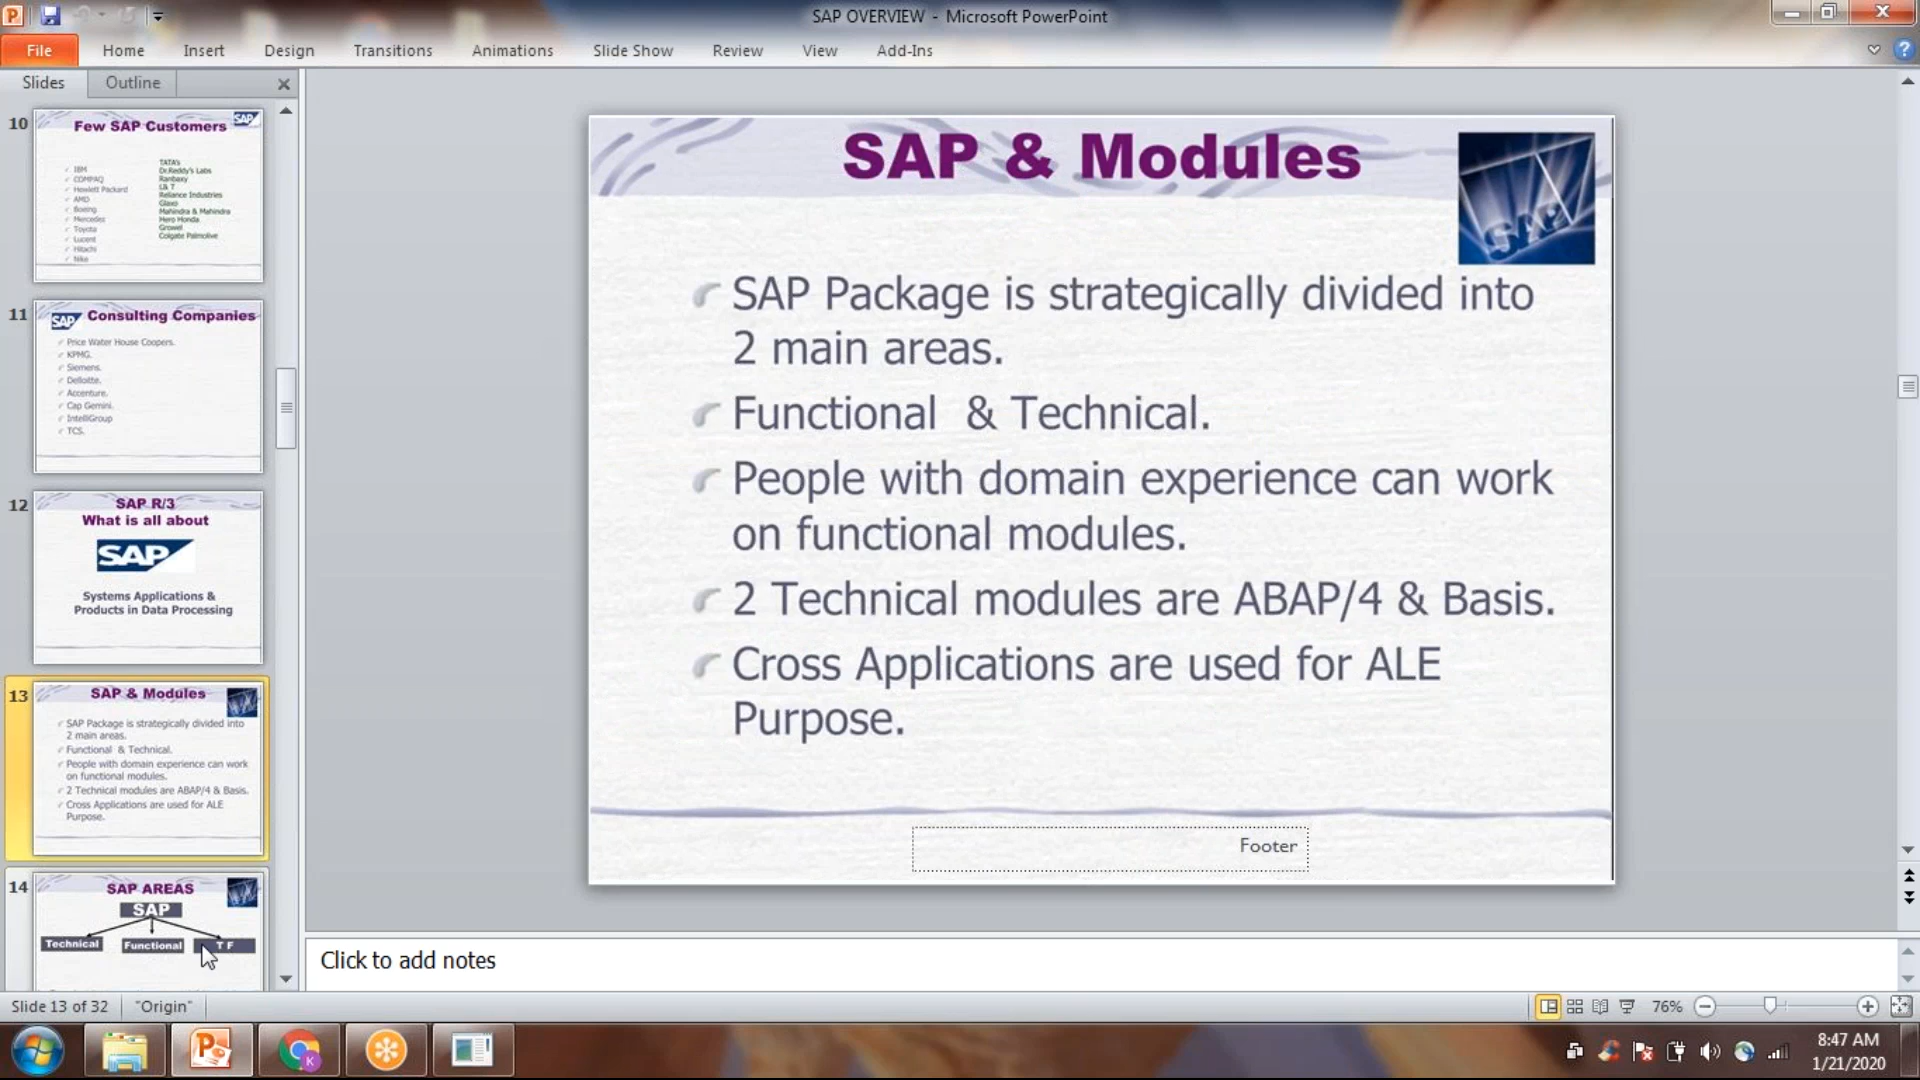 SAP OVERVIEW - Microsoft PowerPoint
File Home Insert Design Transitions Animations Slide Show Review View Add-Ins
Slides Outline
10
Few SAP Customers
SAP
IBM
COMPAQ
Hewlett Packard
AMD
Boeing
Mercedes
Toyota
Lucent
Hitachi
Nike
TATA's
Dr.Reddy's Labs
Ranbaxy
L& T
Reliance Industries
Glaxo
Mahindra & Mahindra
Hero Honda
Growel
Colgate Palmolive
11
SAP
Consulting Companies
Price Water House Coopers.
KPMG.
Siemens.
Delloitte.
Accenture.
Cap Gemini.
IntelliGroup
TCS.
12
SAP R/3
What is all about
SAP
Systems Applications &
Products in Data Processing
13
SAP & Modules
SAP Package is strategically divided into
2 main areas.
Functional & Technical.
People with domain experience can work
on functional modules.
2 Technical modules are ABAP/4 & Basis.
Cross Applications are used for ALE
Purpose.
14
SAP AREAS
SAP
Technical Functional T F
SAP & Modules
SAP
SAP Package is strategically divided into
2 main areas.
Functional & Technical.
People with domain experience can work
on functional modules.
2 Technical modules are ABAP/4 & Basis.
Cross Applications are used for ALE
Purpose.
Footer
Click to add notes
Slide 13 of 32 "Origin" 76%
8:47 AM
1/21/2020